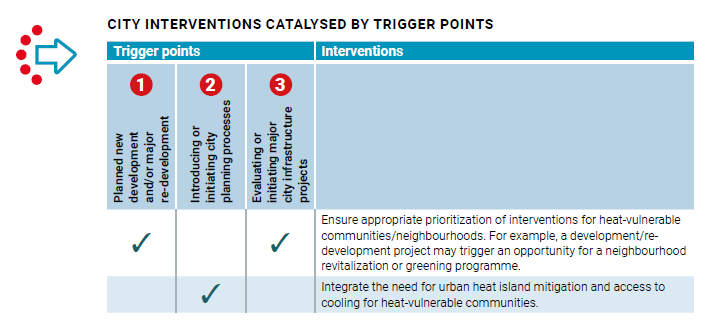 CITY INTERVENTIONS CATALYSED BY TRIGGER POINTS
Trigger points
Interventions
1
2
3
Planned new
development
and/or major
re-development
Introducing or
initiating city
planning processes
Evaluating or
initiating major
city infrastructure
projects
✓
✓
Ensure appropriate prioritization of interventions for heat-vulnerable
communities/neighbourhoods. For example, a development/re-
development project may trigger an opportunity for a neighbourhood
revitalization or greening programme.
✓
Integrate the need for urban heat island mitigation and access to
cooling for heat-vulnerable communities.